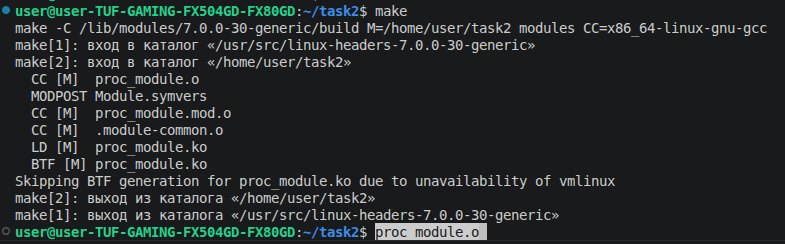 user@user-TUF-GAMING-FX504GD-FX80GD:~/task2$ make
make -C /lib/modules/7.0.0-30-generic/build M=/home/user/task2 modules CC=x86_64-linux-gnu-gcc
make[1]: вход в каталог «/usr/src/linux-headers-7.0.0-30-generic»
make[2]: вход в каталог «/home/user/task2»
  CC [M]  proc_module.o
  MODPOST Module.symvers
  CC [M]  proc_module.mod.o
  CC [M]  .module-common.o
  LD [M]  proc_module.ko
  BTF [M] proc_module.ko
Skipping BTF generation for proc_module.ko due to unavailability of vmlinux
make[2]: выход из каталога «/home/user/task2»
make[1]: выход из каталога «/usr/src/linux-headers-7.0.0-30-generic»
user@user-TUF-GAMING-FX504GD-FX80GD:~/task2$ proc_module.o